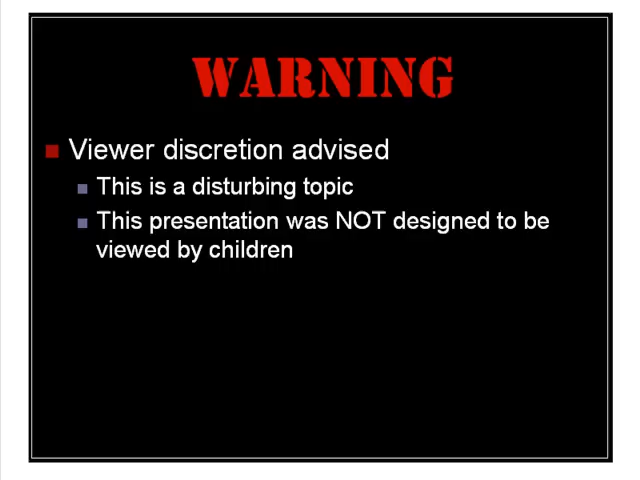 WARNING
Viewer discretion advised
This is a disturbing topic
This presentation was NOT designed to be
viewed by children